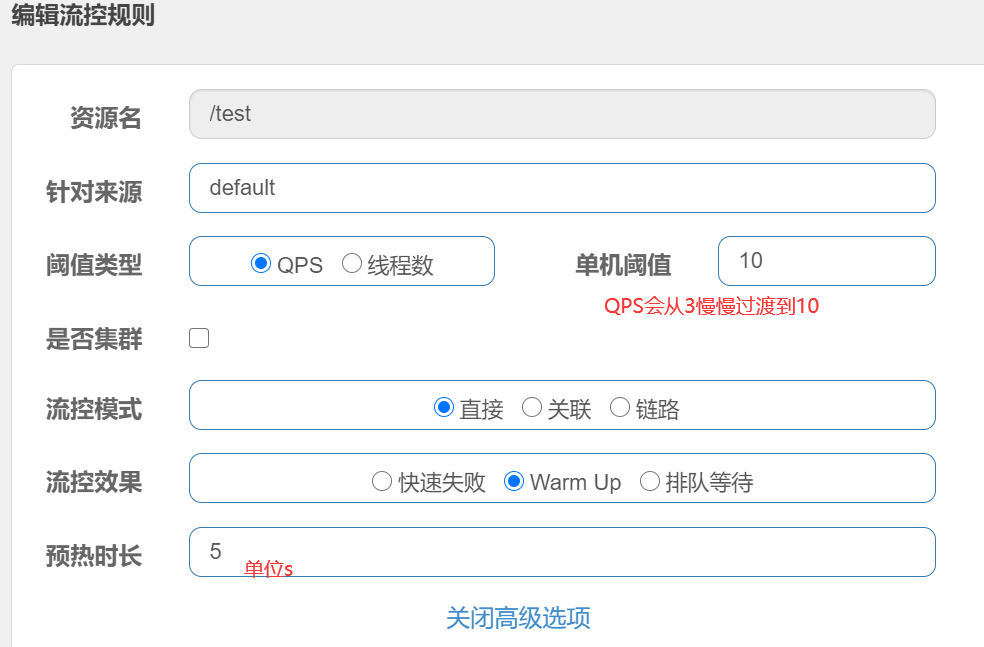 编辑流控规则
资源名 /test
针对来源 default
阈值类型 QPS 线程数 单机阈值 10
QPS会从3慢慢过渡到10
是否集群
流控模式 直接 关联 链路
流控效果 快速失败 Warm Up 排队等待
预热时长 5
单位s
关闭高级选项